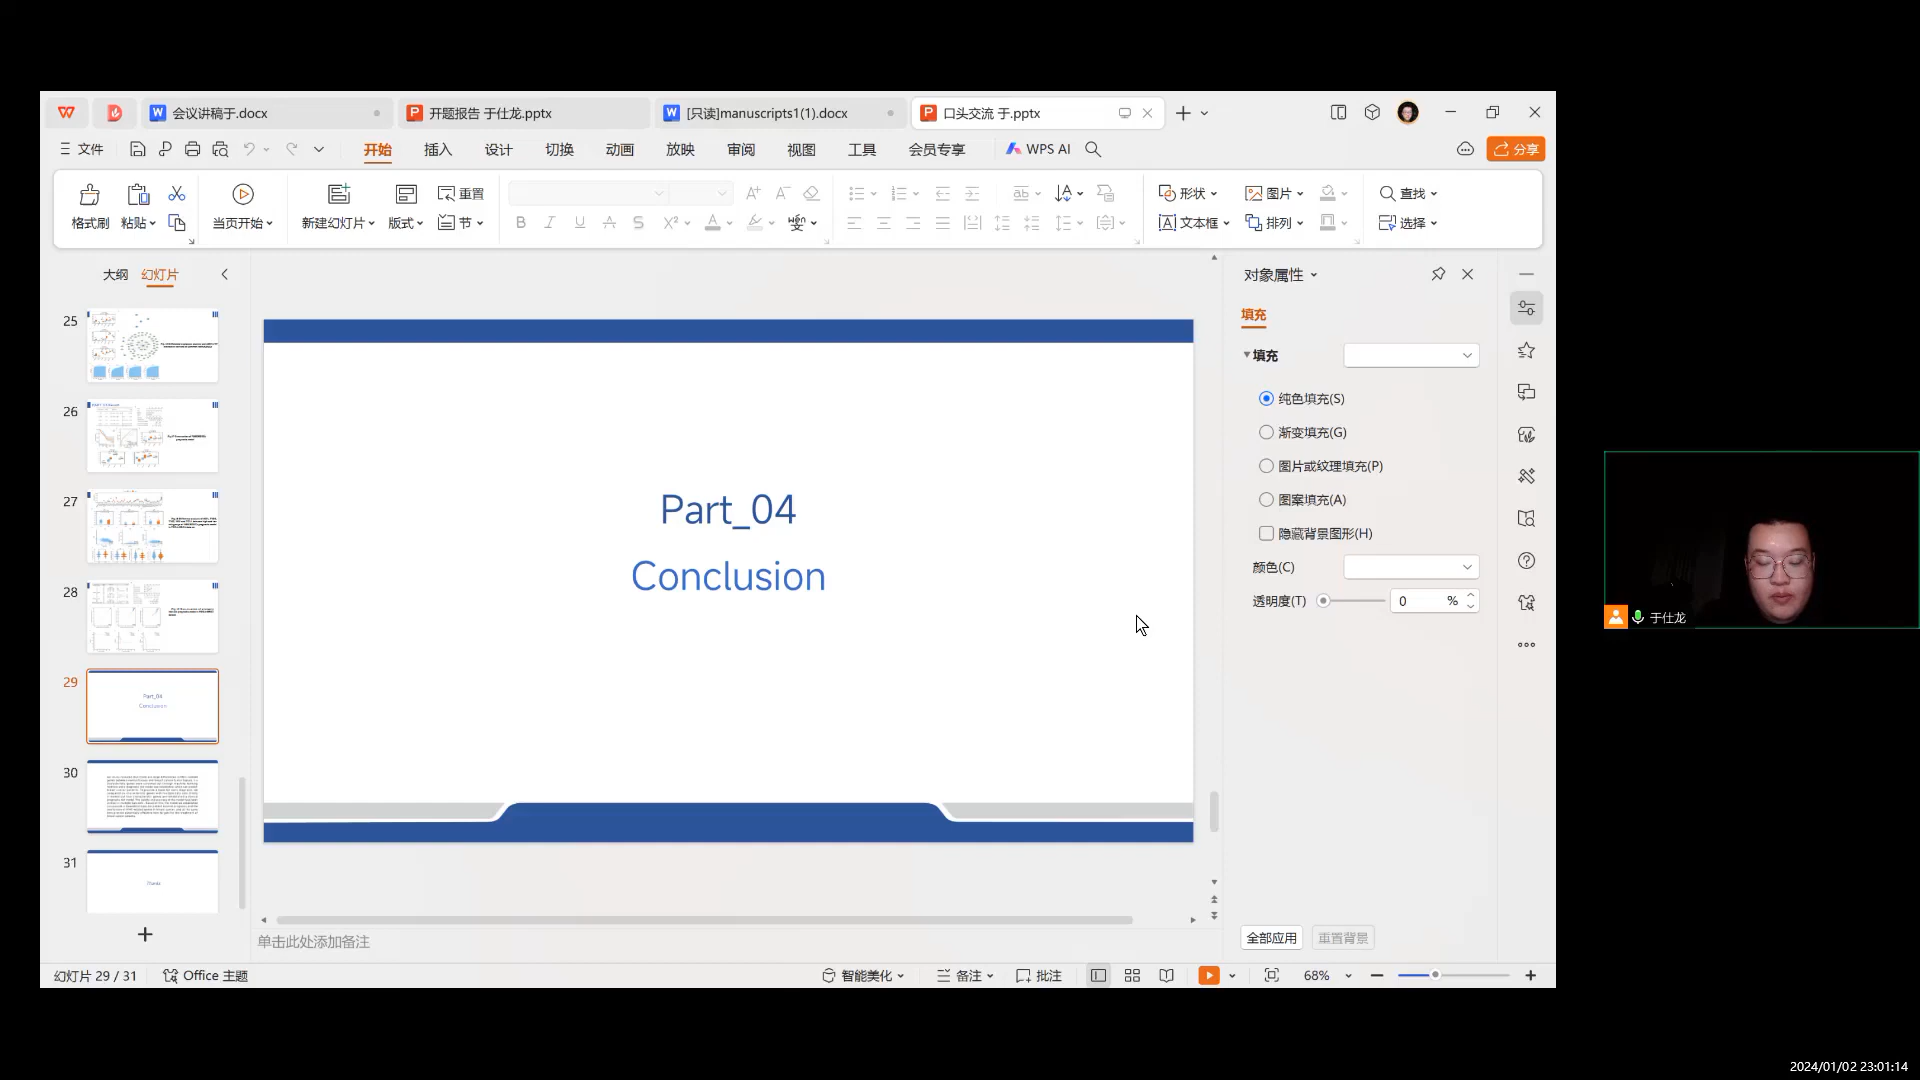 会议讲稿于.docx
开题报告 于仕龙.pptx
[只读]manuscripts1(1).docx
口头交流 于.pptx
文件
开始
插入
设计
切换
动画
放映
审阅
视图
工具
会员专享
WPS AI
分享
格式刷
粘贴
当页开始
新建幻灯片
版式
重置
节
形状
图片
查找
文本框
排列
选择
大纲
幻灯片
25
26
27
28
29
30
31
Part_04
Conclusion
Part_04
Conclusion
Thanks
对象属性
填充
填充
纯色填充(S)
渐变填充(G)
图片或纹理填充(P)
图案填充(A)
隐藏背景图形(H)
颜色(C)
透明度(T)
0 %
全部应用
重置背景
单击此处添加备注
幻灯片 29 / 31
Office 主题
智能美化
备注
批注
68%
于仕龙
2024/01/02 23:01:14